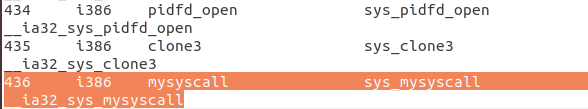 434 i386 pidfd_open sys_pidfd_open
__ia32_sys_pidfd_open
435 i386 clone3 sys_clone3
__ia32_sys_clone3
436 i386 mysyscall sys_mysyscall
__ia32_sys_mysyscall